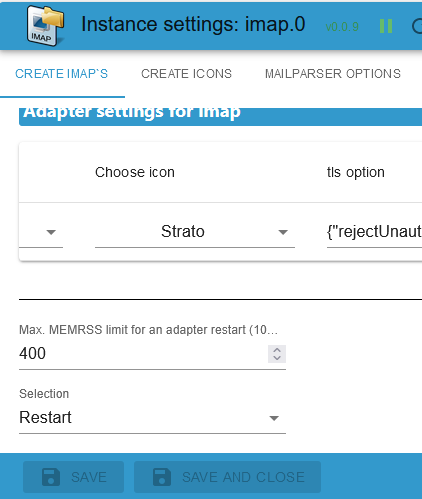 IMAP
Instance settings: imap.0
v0.0.9
CREATE IMAP`S
CREATE ICONS
MAILPARSER OPTIONS
Adapter settings for Imap
Choose icon
tls option
Strato
{"rejectUnaut
Max. MEMRSS limit for an adapter restart (10...
400
Selection
Restart
SAVE
SAVE AND CLOSE